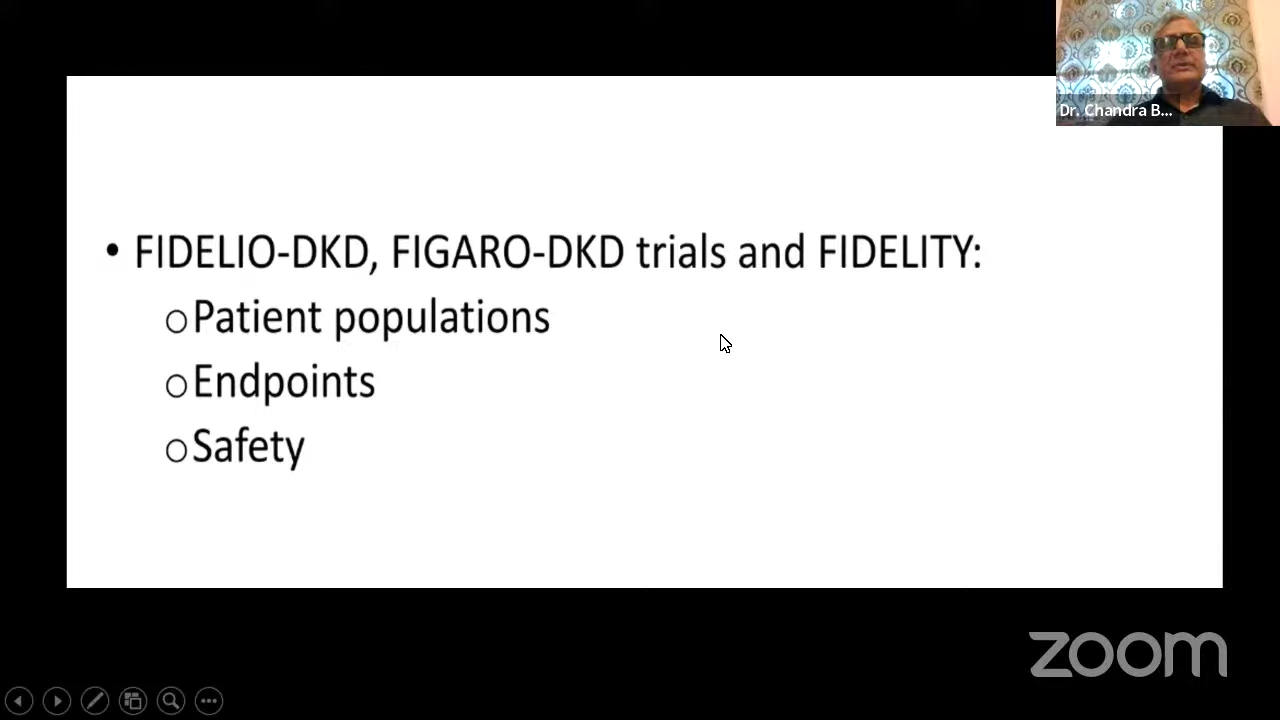 Dr. Chandra B...
• FIDELIO-DKD, FIGARO-DKD trials and FIDELITY:
○Patient populations
○Endpoints
○Safety
zoom